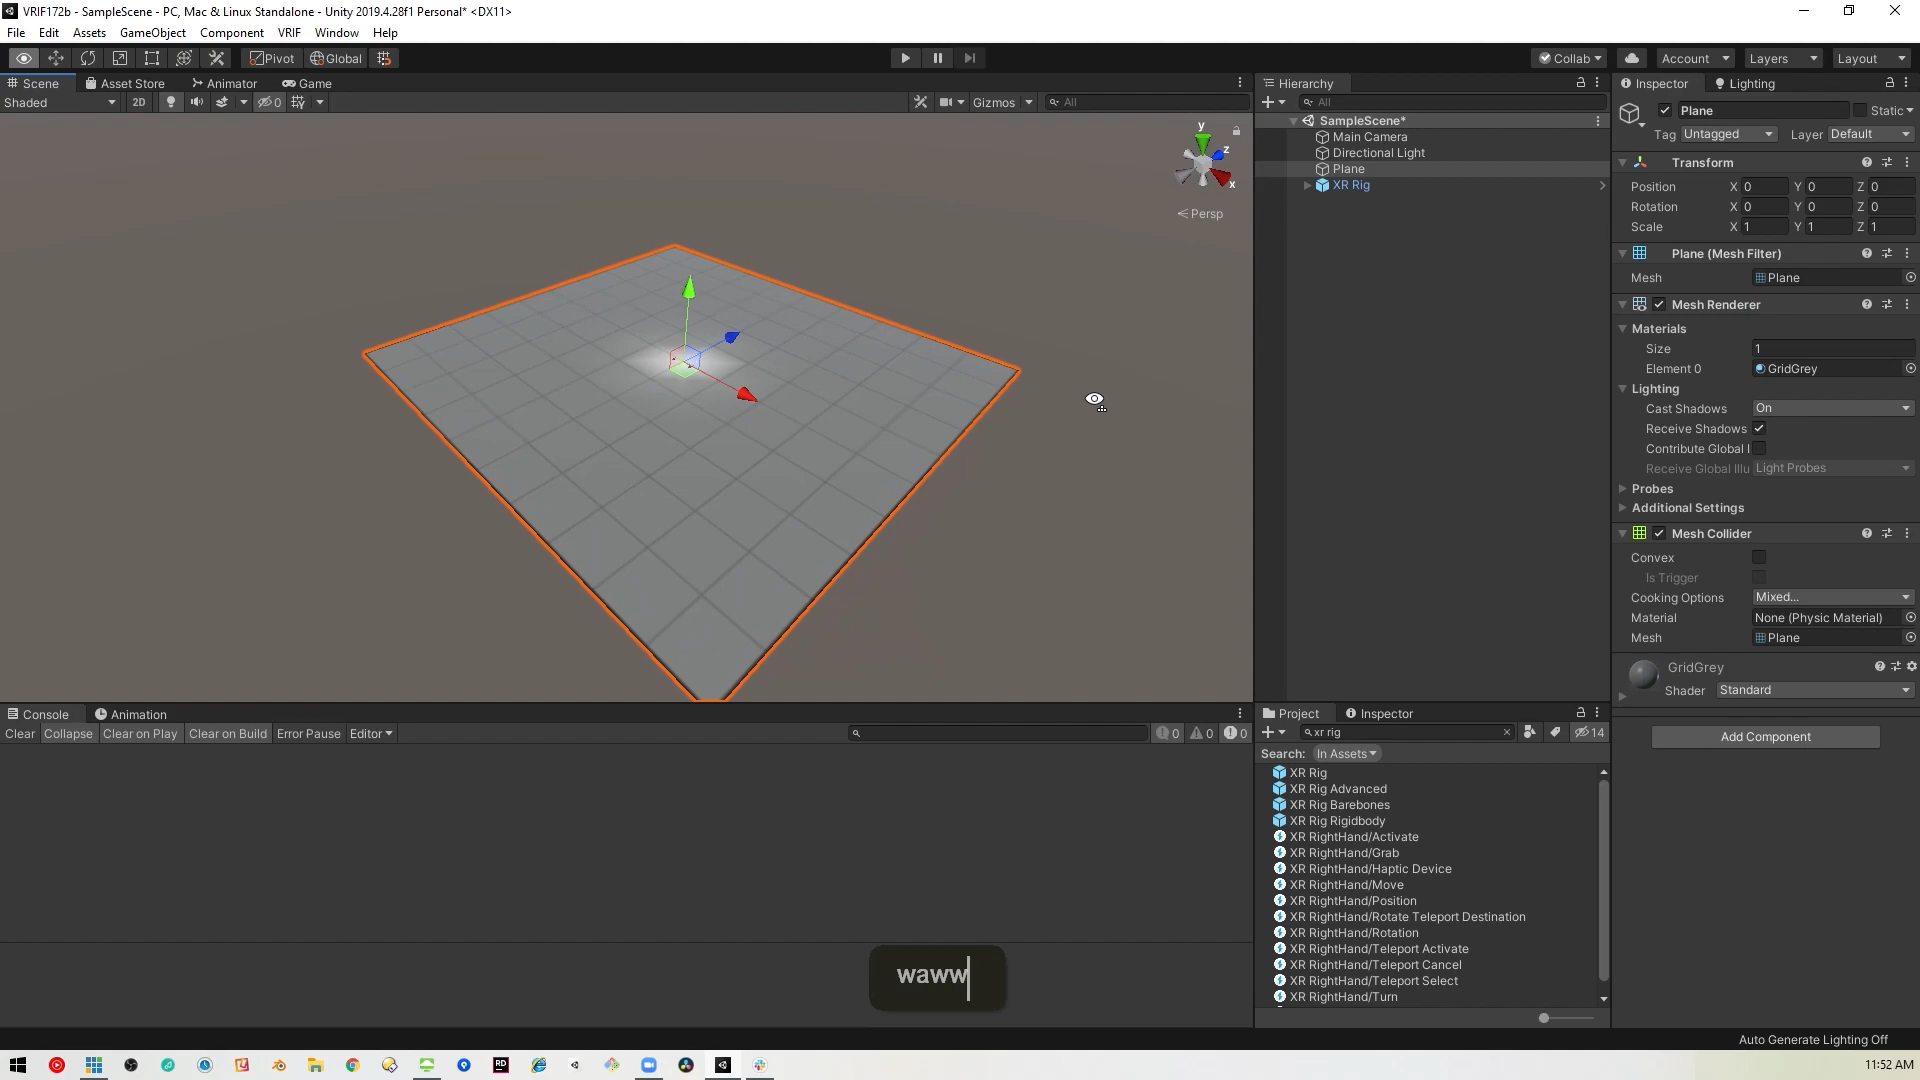 VRIF172b - SampleScene - PC, Mac & Linux Standalone - Unity 2019.4.28f1 Personal* <DX11>
File Edit Assets GameObject Component VRIF Window Help
Pivot Global Collab Account Layers Layout
Scene Asset Store Animator Game
Shaded 2D 0 Gizmos All
y
z
x
Persp
Hierarchy
All
SampleScene*
Main Camera
Directional Light
Plane
XR Rig
Inspector Lighting
Plane Static
Tag Untagged Layer Default
Transform
Position X 0 Y 0 Z 0
Rotation X 0 Y 0 Z 0
Scale X 1 Y 1 Z 1
Plane (Mesh Filter)
Mesh Plane
Mesh Renderer
Materials
Size 1
Element 0 GridGrey
Lighting
Cast Shadows On
Receive Shadows
Contribute Global I
Receive Global Illu Light Probes
Probes
Additional Settings
Mesh Collider
Convex
Is Trigger
Cooking Options Mixed...
Material None (Physic Material)
Mesh Plane
GridGrey
Shader Standard
Add Component
Console Animation
Clear Collapse Clear on Play Clear on Build Error Pause Editor 0 0 0
Project Inspector
xr rig 14
Search: In Assets
XR Rig
XR Rig Advanced
XR Rig Barebones
XR Rig Rigidbody
XR RightHand/Activate
XR RightHand/Grab
XR RightHand/Haptic Device
XR RightHand/Move
XR RightHand/Position
XR RightHand/Rotate Teleport Destination
XR RightHand/Rotation
XR RightHand/Teleport Activate
XR RightHand/Teleport Cancel
XR RightHand/Teleport Select
XR RightHand/Turn
waww
Auto Generate Lighting Off
RD
11:52 AM